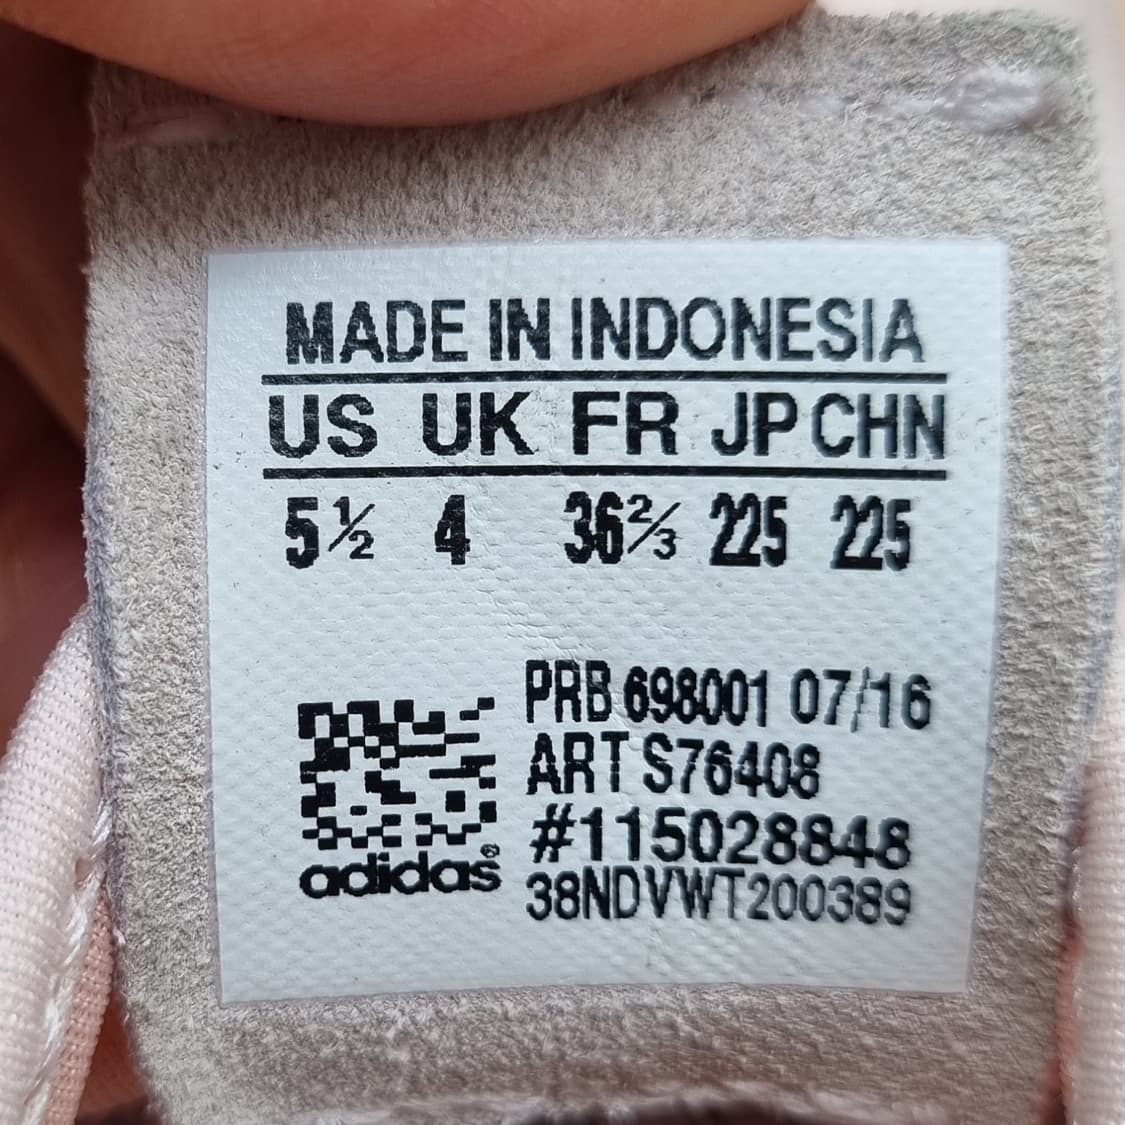 MADE IN INDONESIA
US UK FR JP CHN
5½ 4 36⅔ 225 225
PRB 698001 07/16
ART S76408
#115028848
adidas®
38NDVWT200389